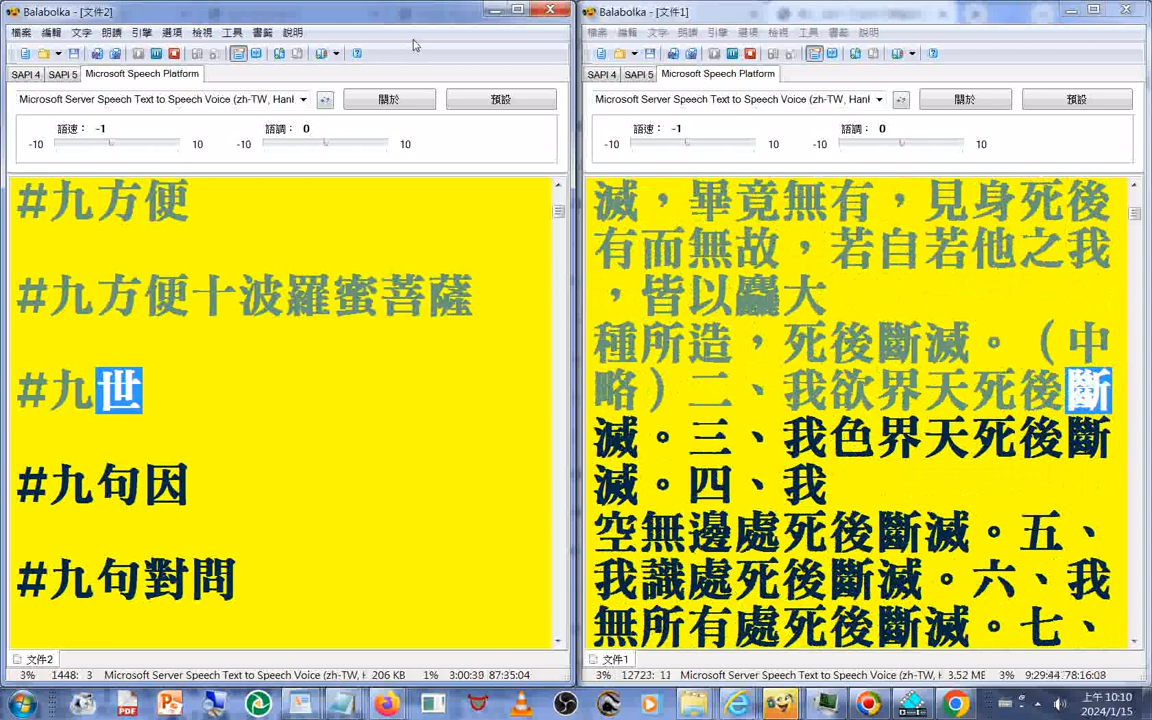 Balabolka - [文件2]
檔案 編輯 文字 朗讀 引擎 選項 檢視 工具 書籤 說明
SAPI 4 SAPI 5 Microsoft Speech Platform
Microsoft Server Speech Text to Speech Voice (zh-TW, Hanl
關於
預設
語速： -1
語調： 0
-10 10 -10 10
#九方便
#九方便十波羅蜜菩薩
#九世
#九句因
#九句對問
文件2
3% 1448: 3 Microsoft Server Speech Text to Speech Voice (zh-TW, H 206 KB 1% 3:00:39 87:35:04
Balabolka - [文件1]
檔案 編輯 文字 朗讀 引擎 選項 檢視 工具 書籤 說明
SAPI 4 SAPI 5 Microsoft Speech Platform
Microsoft Server Speech Text to Speech Voice (zh-TW, Hanl
關於
預設
語速： -1
語調： 0
-10 10 -10 10
滅，畢竟無有，見身死後
有而無故，若自若他之我
，皆以麤大
種所造，死後斷滅。（中
略）二、我欲界天死後斷
滅。三、我色界天死後斷
滅。四、我
空無邊處死後斷滅。五、
我識處死後斷滅。六、我
無所有處死後斷滅。七、
文件1
3% 12723: 11 Microsoft Server Speech Text to Speech Voice (zh-TW, H 3.52 ME 9:29:44 78:16:08
上午 10:10
2024/1/15